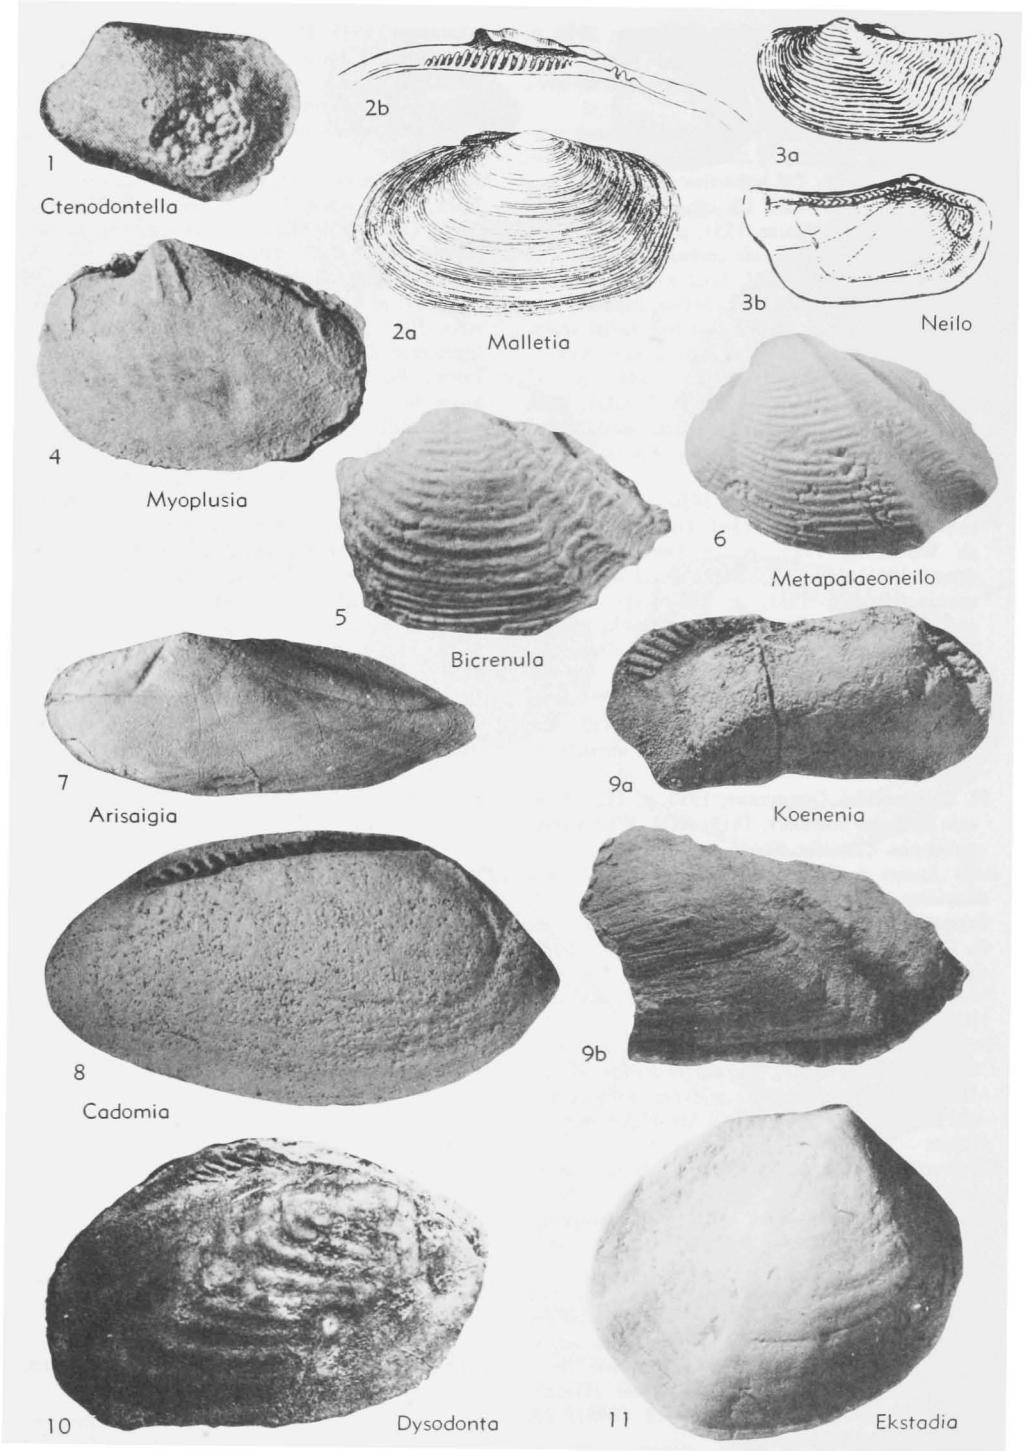 1
Ctenodontella
2b
3a
2a
Malletia
3b
Neilo
4
Myoplusia
5
Bicrenula
6
Metapalaeoneilo
7
Arisaigia
9a
Koenenia
8
Cadomia
9b
10
Dysodonta
11
Ekstadia